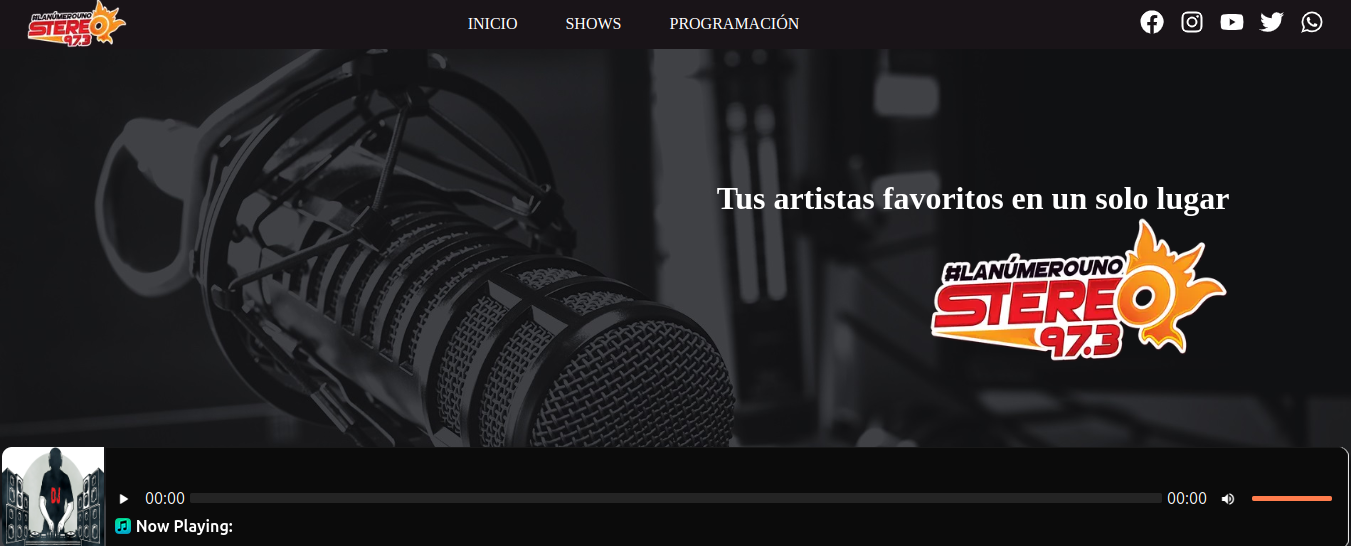 #LANÚMEROUNO
STEREO
97.3
INICIO SHOWS PROGRAMACIÓN
Tus artistas favoritos en un solo lugar
#LANÚMEROUNO
STEREO
97.3
DJ
00:00 00:00
Now Playing: